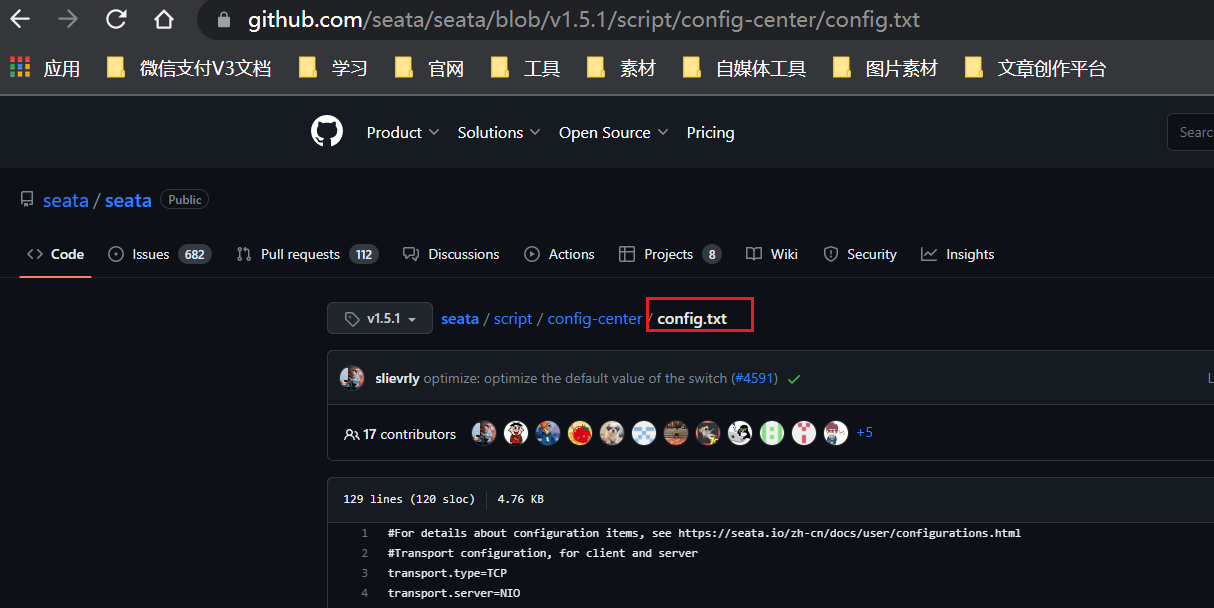 github.com/seata/seata/blob/v1.5.1/script/config-center/config.txt
应用 微信支付V3文档 学习 官网 工具 素材 自媒体工具 图片素材 文章创作平台
Product Solutions Open Source Pricing Searc
seata / seata Public
Code Issues 682 Pull requests 112 Discussions Actions Projects 8 Wiki Security Insights
v1.5.1 seata / script / config-center / config.txt
slievrly optimize: optimize the default value of the switch (#4591) L
17 contributors +5
129 lines (120 sloc) 4.76 KB
1 #For details about configuration items, see https://seata.io/zh-cn/docs/user/configurations.html
2 #Transport configuration, for client and server
3 transport.type=TCP
4 transport.server=NIO